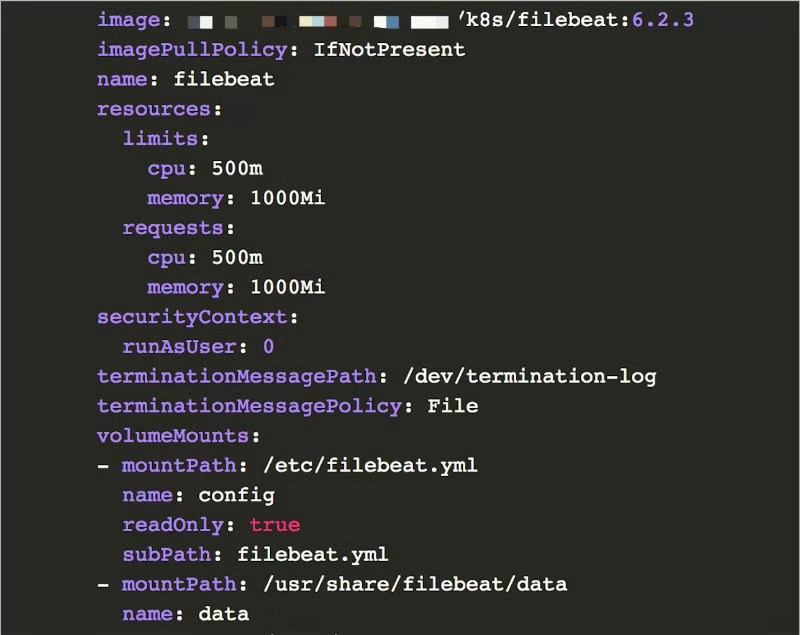 image: /k8s/filebeat:6.2.3
imagePullPolicy: IfNotPresent
name: filebeat
resources:
  limits:
    cpu: 500m
    memory: 1000Mi
  requests:
    cpu: 500m
    memory: 1000Mi
securityContext:
  runAsUser: 0
terminationMessagePath: /dev/termination-log
terminationMessagePolicy: File
volumeMounts:
- mountPath: /etc/filebeat.yml
  name: config
  readOnly: true
  subPath: filebeat.yml
- mountPath: /usr/share/filebeat/data
  name: data